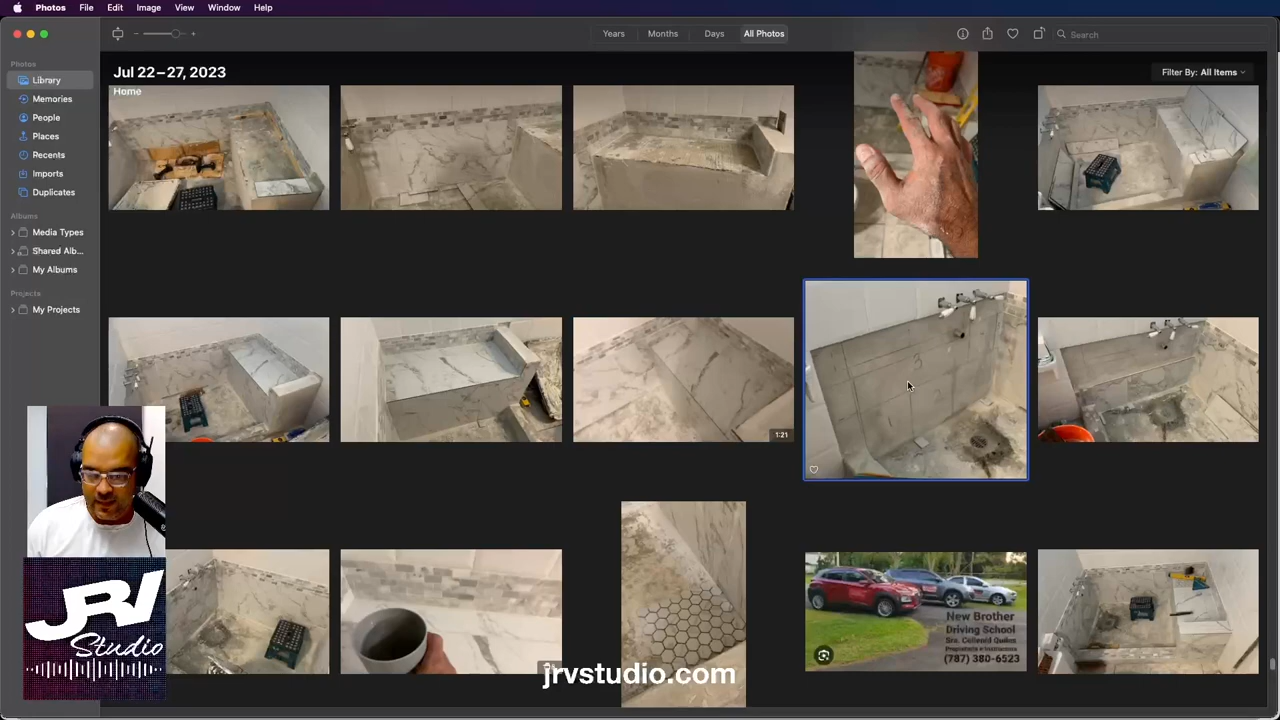 Photos File Edit Image View Window Help
Years Months Days All Photos
Search
Photos
Library
Memories
People
Places
Recents
Imports
Duplicates
Albums
Media Types
Shared Alb...
My Albums
Projects
My Projects
Jul 22–27, 2023
Home
Filter By: All Items
1:21
3
New Brother
Driving School
(787) 380-6523
JRV
Studio
jrvstudio.com